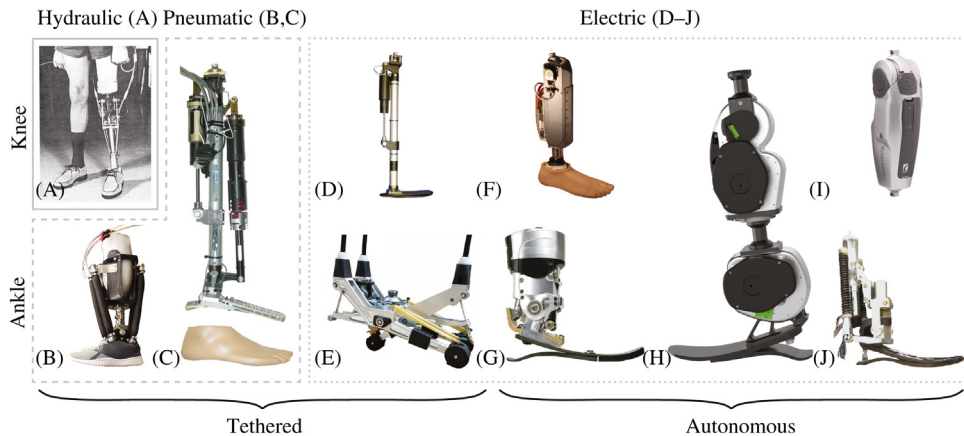 Hydraulic (A) Pneumatic (B,C) Electric (D–J)
Knee
(A)
(D)
(F)
(I)
Ankle
(B)
(C)
(E)
(G)
(H)
(J)
Tethered
Autonomous